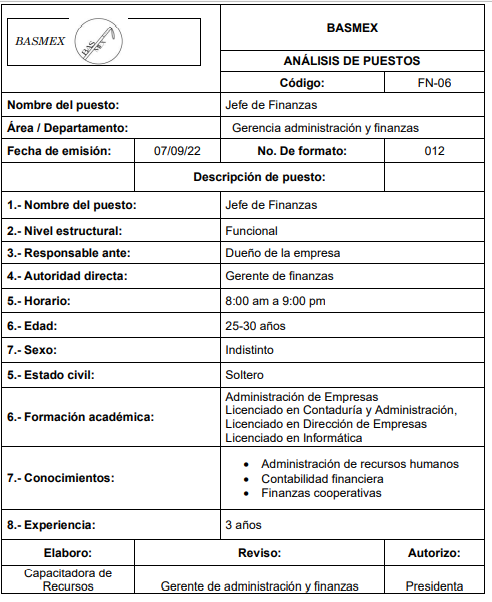 BASMEX
BAS
MEX
BASMEX
ANÁLISIS DE PUESTOS
Código: FN-06
Nombre del puesto: Jefe de Finanzas
Área / Departamento: Gerencia administración y finanzas
Fecha de emisión: 07/09/22 No. De formato: 012
Descripción de puesto:
1.- Nombre del puesto: Jefe de Finanzas
2.- Nivel estructural: Funcional
3.- Responsable ante: Dueño de la empresa
4.- Autoridad directa: Gerente de finanzas
5.- Horario: 8:00 am a 9:00 pm
6.- Edad: 25-30 años
7.- Sexo: Indistinto
5.- Estado civil: Soltero
6.- Formación académica: Administración de Empresas
Licenciado en Contaduría y Administración,
Licenciado en Dirección de Empresas
Licenciado en Informática
7.- Conocimientos: • Administración de recursos humanos
• Contabilidad financiera
• Finanzas cooperativas
8.- Experiencia: 3 años
Elaboro: Reviso: Autorizo:
Capacitadora de
Recursos Gerente de administración y finanzas Presidenta